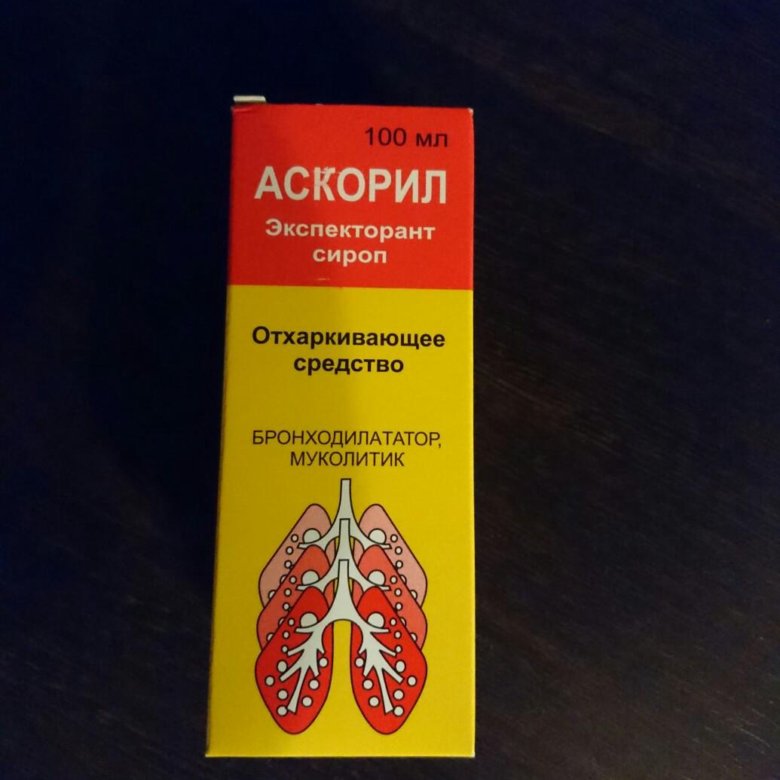 100 мл
АСКОРИЛ
Экспекторант
сироп
Отхаркивающее
средство
БРОНХОДИЛАТАТОР,
МУКОЛИТИК